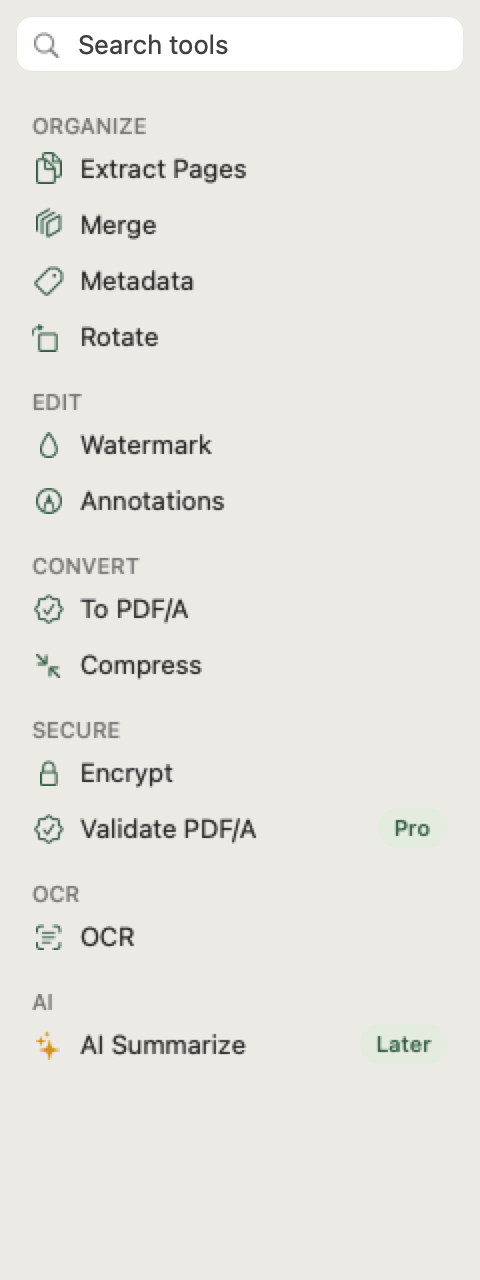 Search tools
ORGANIZE
Extract Pages
Merge
Metadata
Rotate
EDIT
Watermark
Annotations
CONVERT
To PDF/A
Compress
SECURE
Encrypt
Validate PDF/A Pro
OCR
OCR
AI
AI Summarize Later